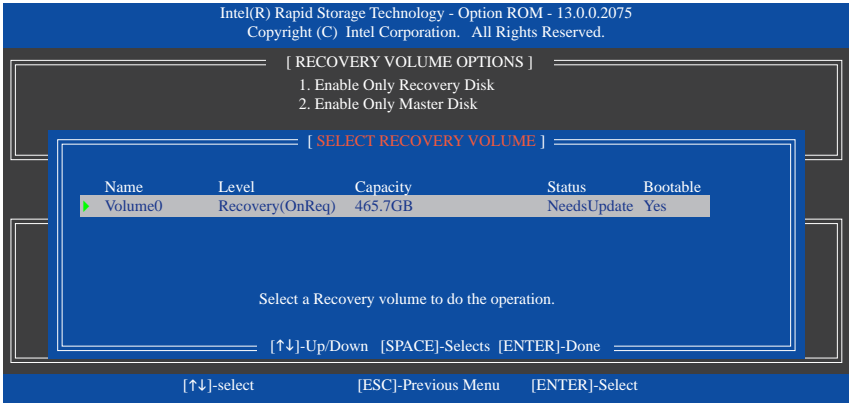 Intel(R) Rapid Storage Technology - Option ROM - 13.0.0.2075
Copyright (C) Intel Corporation. All Rights Reserved.
[ RECOVERY VOLUME OPTIONS ]
1. Enable Only Recovery Disk
2. Enable Only Master Disk
[ SELECT RECOVERY VOLUME ]
Name Level Capacity Status Bootable
Volume0 Recovery(OnReq) 465.7GB NeedsUpdate Yes
Select a Recovery volume to do the operation.
[↑↓]-Up/Down [SPACE]-Selects [ENTER]-Done
[↑↓]-select [ESC]-Previous Menu [ENTER]-Select